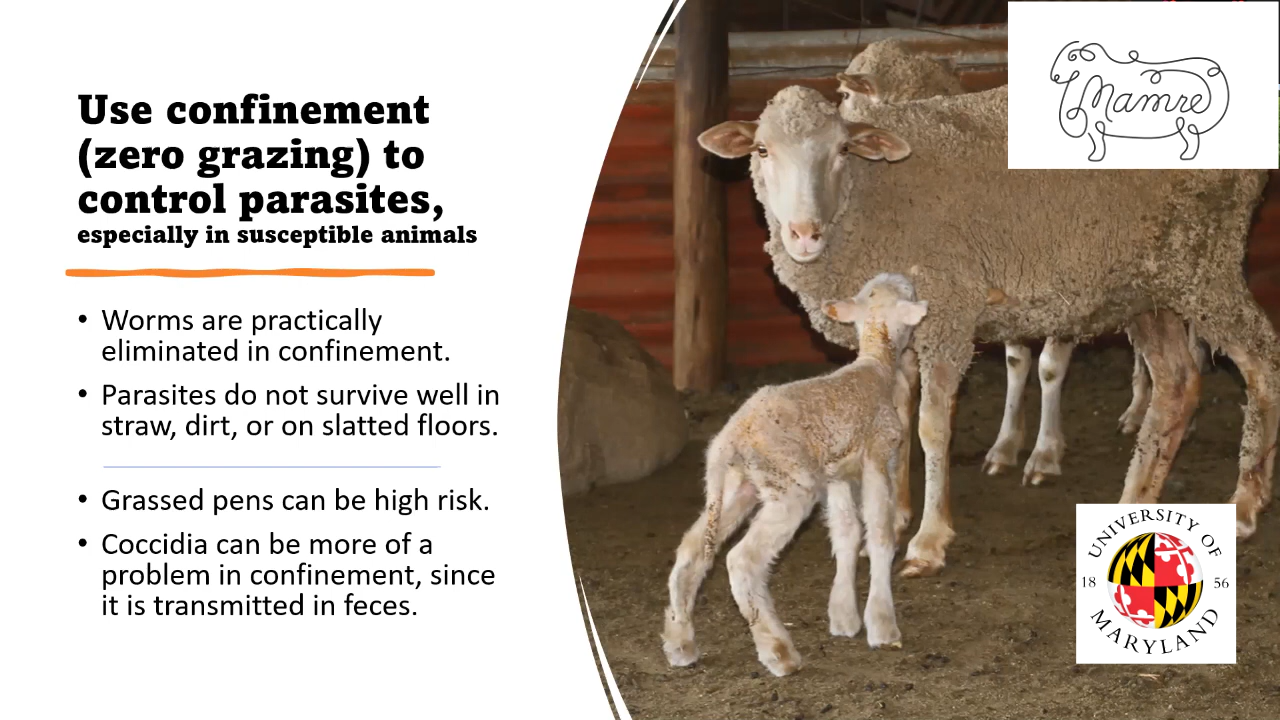 Use confinement
(zero grazing) to
control parasites,
especially in susceptible animals
• Worms are practically
eliminated in confinement.
• Parasites do not survive well in
straw, dirt, or on slatted floors.
• Grassed pens can be high risk.
• Coccidia can be more of a
problem in confinement, since
it is transmitted in feces.
Mamre
UNIVERSITY OF
18 56
MARYLAND